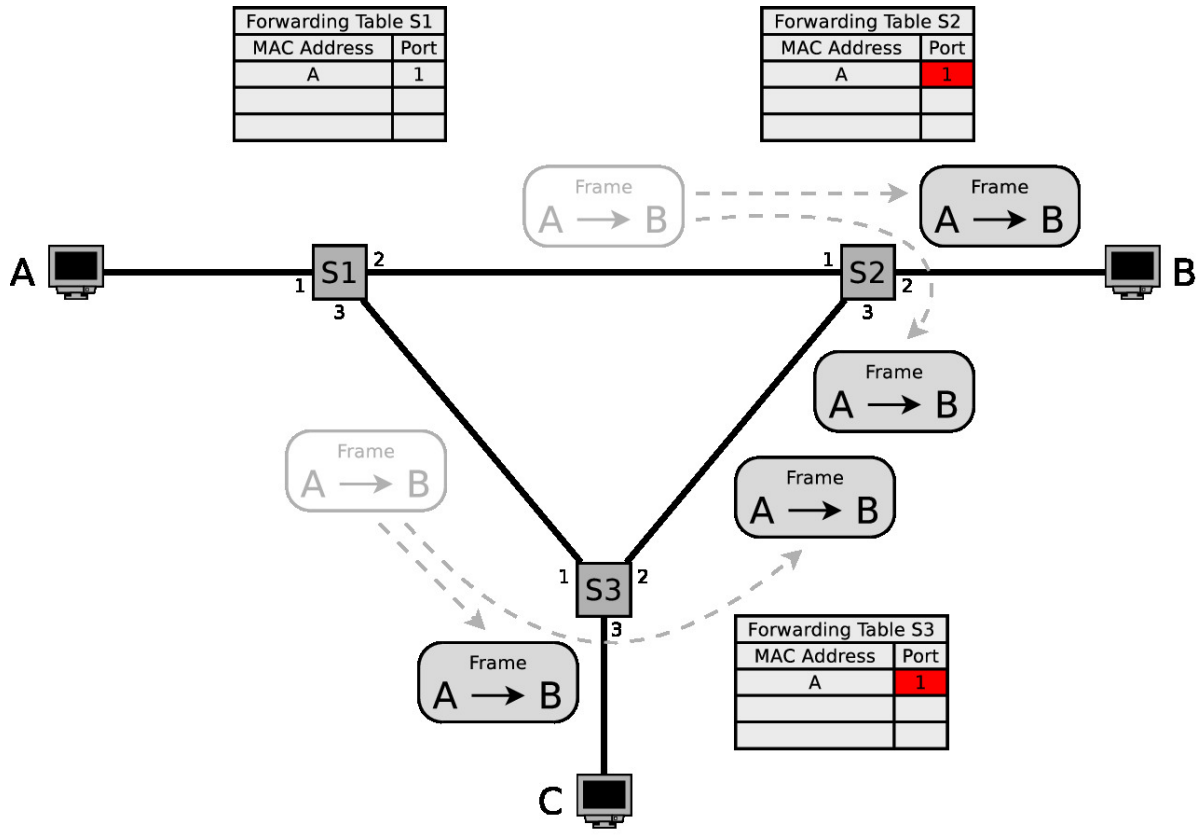 Forwarding Table S1
MAC Address Port
A 1
Forwarding Table S2
MAC Address Port
A 1
Frame
A → B
Frame
A → B
A
1
S1
2
3
1
S2
2
3
B
Frame
A → B
Frame
A → B
Frame
A → B
1
S3
2
3
Forwarding Table S3
MAC Address Port
A 1
Frame
A → B
C